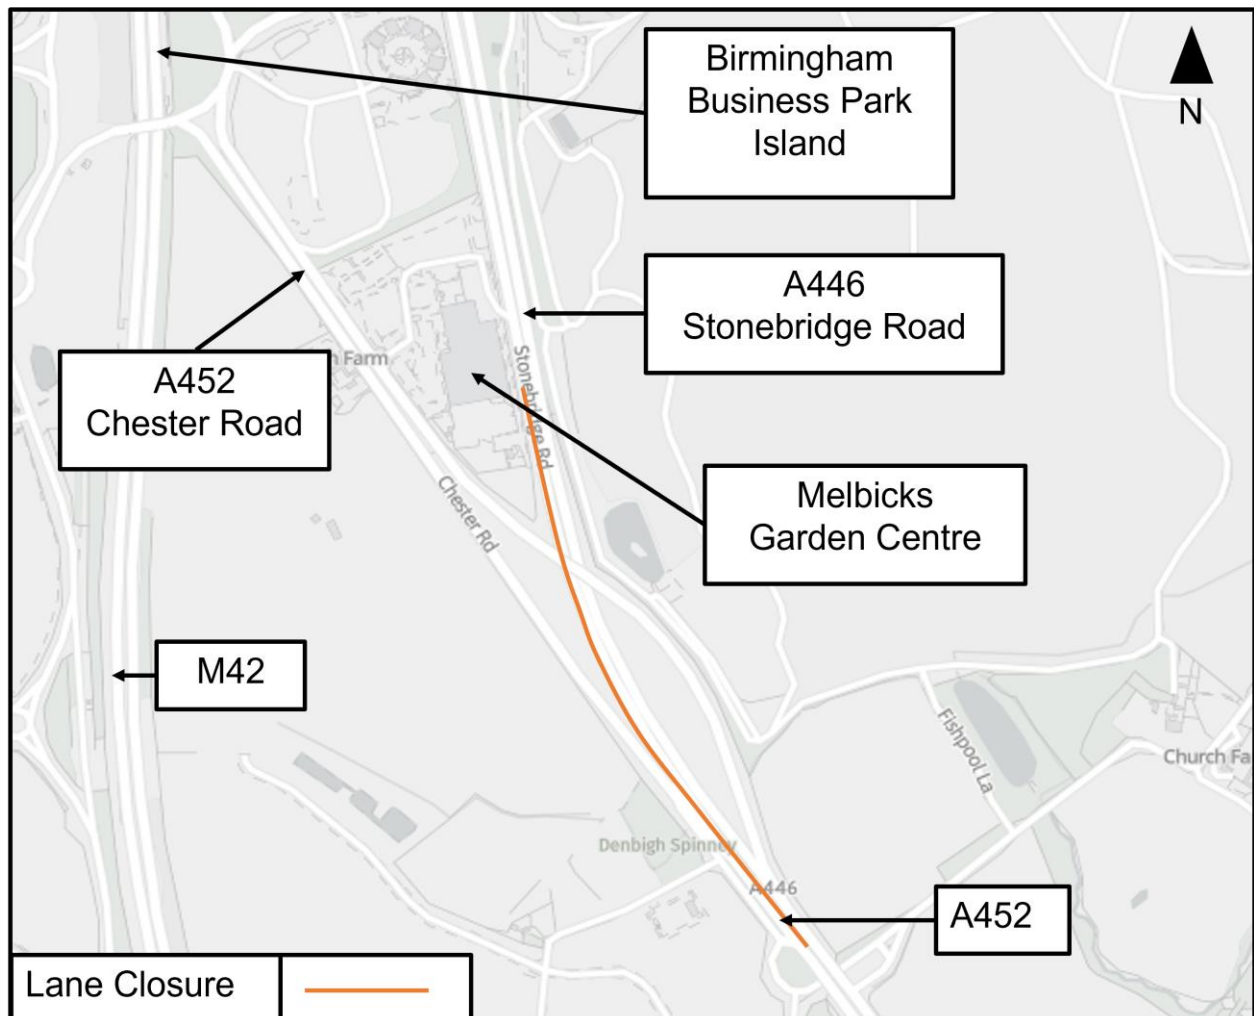 Birmingham
Business Park
Island
N
A446
Stonebridge Road
A452
Chester Road
Farm
Stonebridge Rd
Melbicks
Garden Centre
Chester Rd
M42
Fishpool La
Church Fa
Denbigh Spinney
A446
A452
Lane Closure